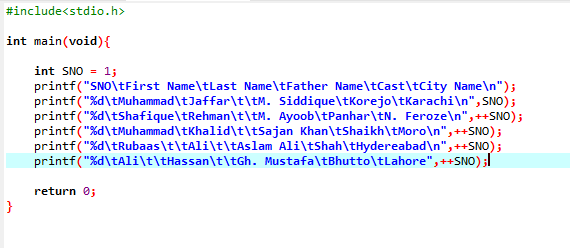 #include<stdio.h>
int main(void){
int SNO = 1;
printf("SNO\tFirst Name\tLast Name\tFather Name\tCast\tCity Name\n");
printf("%d\tMuhammad\tJaffar\t\tM. Siddique\tKorejo\tKarachi\n",SNO);
printf("%d\tShafique\tRehman\t\tM. Ayoob\tPanhar\tN. Feroze\n",++SNO);
printf("%d\tMuhammad\tKhalid\t\tSajan Khan\tShaikh\tMoro\n",++SNO);
printf("%d\tRubaas\t\tAli\t\tAslam Ali\tShah\tHydereabad\n",++SNO);
printf("%d\tAli\t\tHassan\t\tGh. Mustafa\tBhutto\tLahore",++SNO);
return 0;
}